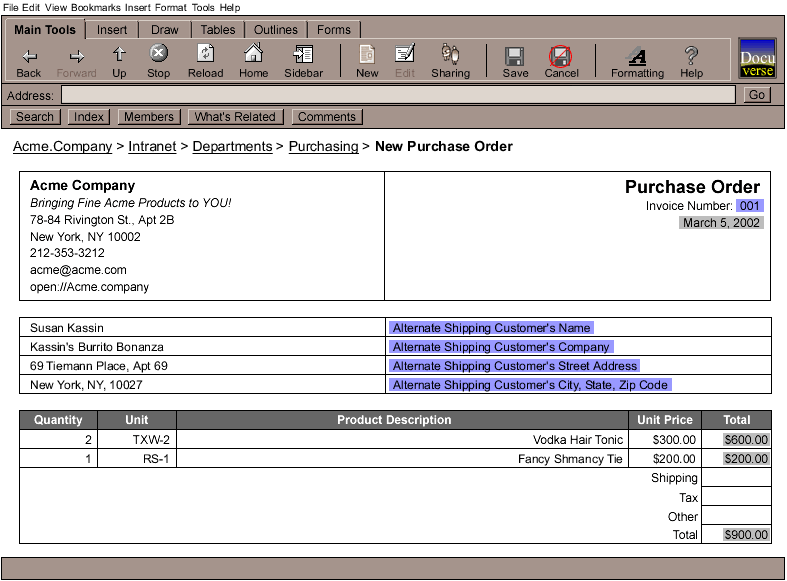 File Edit View Bookmarks Insert Format Tools Help
Main Tools Insert Draw Tables Outlines Forms
Back Forward Up Stop Reload Home Sidebar New Edit Sharing Save Cancel Formatting Help
Docu
verse
Address: Go
Search Index Members What's Related Comments
Acme.Company > Intranet > Departments > Purchasing > New Purchase Order
Acme Company
Bringing Fine Acme Products to YOU!
78-84 Rivington St., Apt 2B
New York, NY 10002
212-353-3212
acme@acme.com
open://Acme.company
Purchase Order
Invoice Number: 001
March 5, 2002
Susan Kassin Alternate Shipping Customer's Name
Kassin's Burrito Bonanza Alternate Shipping Customer's Company
69 Tiemann Place, Apt 69 Alternate Shipping Customer's Street Address
New York, NY, 10027 Alternate Shipping Customer's City, State, Zip Code
Quantity Unit Product Description Unit Price Total
2 TXW-2 Vodka Hair Tonic $300.00 $600.00
1 RS-1 Fancy Shmancy Tie $200.00 $200.00
Shipping
Tax
Other
Total $900.00